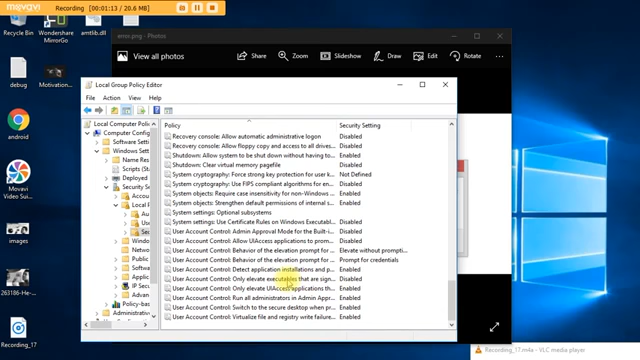 movavi
Recording ( 00:01:13 / 20.6 MB )
Recycle Bin
Wondershare MirrorGo
amtlib.dll
debug
Motivation...
android
Movavi Video Sui...
images
263186-He...
Recording_17
error.png - Photos
View all photos
Share
Zoom
Slideshow
Draw
Edit
Rotate
Local Group Policy Editor
File Action View Help
Local Computer Polic
Computer Config
Software Setti
Windows Setti
Name Res
Scripts (Sta
Deployed
Security Se
Accou
Local P
Au
Use
Sec
Windo
Netwo
Public
Softwa
Applic
IP Secu
Advan
Policy-bas
Administrative
Policy Security Setting
Recovery console: Allow automatic administrative logon Disabled
Recovery console: Allow floppy copy and access to all drives... Disabled
Shutdown: Allow system to be shut down without having to... Enabled
Shutdown: Clear virtual memory pagefile Disabled
System cryptography: Force strong key protection for user k... Not Defined
System cryptography: Use FIPS compliant algorithms for en... Disabled
System objects: Require case insensitivity for non-Windows ... Enabled
System objects: Strengthen default permissions of internal s... Enabled
System settings: Optional subsystems
System settings: Use Certificate Rules on Windows Executabl... Disabled
User Account Control: Admin Approval Mode for the Built-i... Disabled
User Account Control: Allow UIAccess applications to prom... Disabled
User Account Control: Behavior of the elevation prompt for ... Elevate without prompti...
User Account Control: Behavior of the elevation prompt for ... Prompt for credentials
User Account Control: Detect application installations and p... Enabled
User Account Control: Only elevate executables that are sign... Disabled
User Account Control: Only elevate UIAccess applications th... Enabled
User Account Control: Run all administrators in Admin Appr... Enabled
User Account Control: Switch to the secure desktop when pr... Enabled
User Account Control: Virtualize file and registry write failure... Enabled
Recording_17.m4a - VLC media player